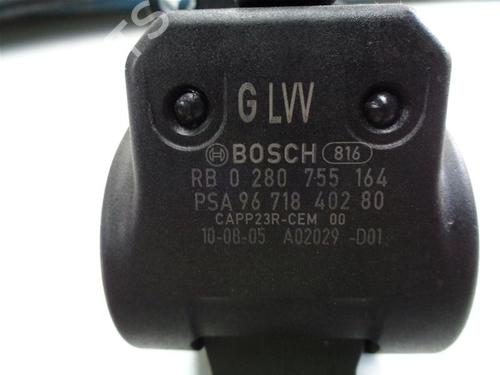 G LVV
BOSCH 816
RB 0 280 755 164
PSA 96 718 402 80
CAPP23R-CEM 00
10-08-05 A02029 -D01